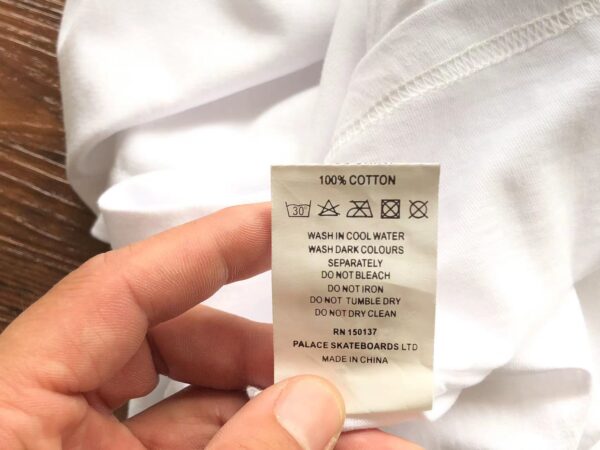 100% COTTON
30
WASH IN COOL WATER
WASH DARK COLOURS
SEPARATELY
DO NOT BLEACH
DO NOT IRON
DO NOT TUMBLE DRY
DO NOT DRY CLEAN
RN 150137
PALACE SKATEBOARDS LTD
MADE IN CHINA